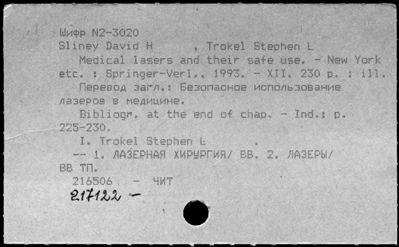 Шифр N2-3020
Sliney David H , Trokel Stephen L
Medical lasers and their safe use. - New York
etc. : Springer-Verl., 1993. - XII, 230 p. : ill.
Перевод загл.: Безопасное использование
лазеров в медицине.
Bibliogr. at the end of chap. - Ind.: p.
225-230.
I. Trokel Stephen L .
-- 1. ЛАЗЕРНАЯ ХИРУРГИЯ/ ВВ. 2. ЛАЗЕРЫ/
ВВ ТП.
216506 - ЧИТ
217122 -